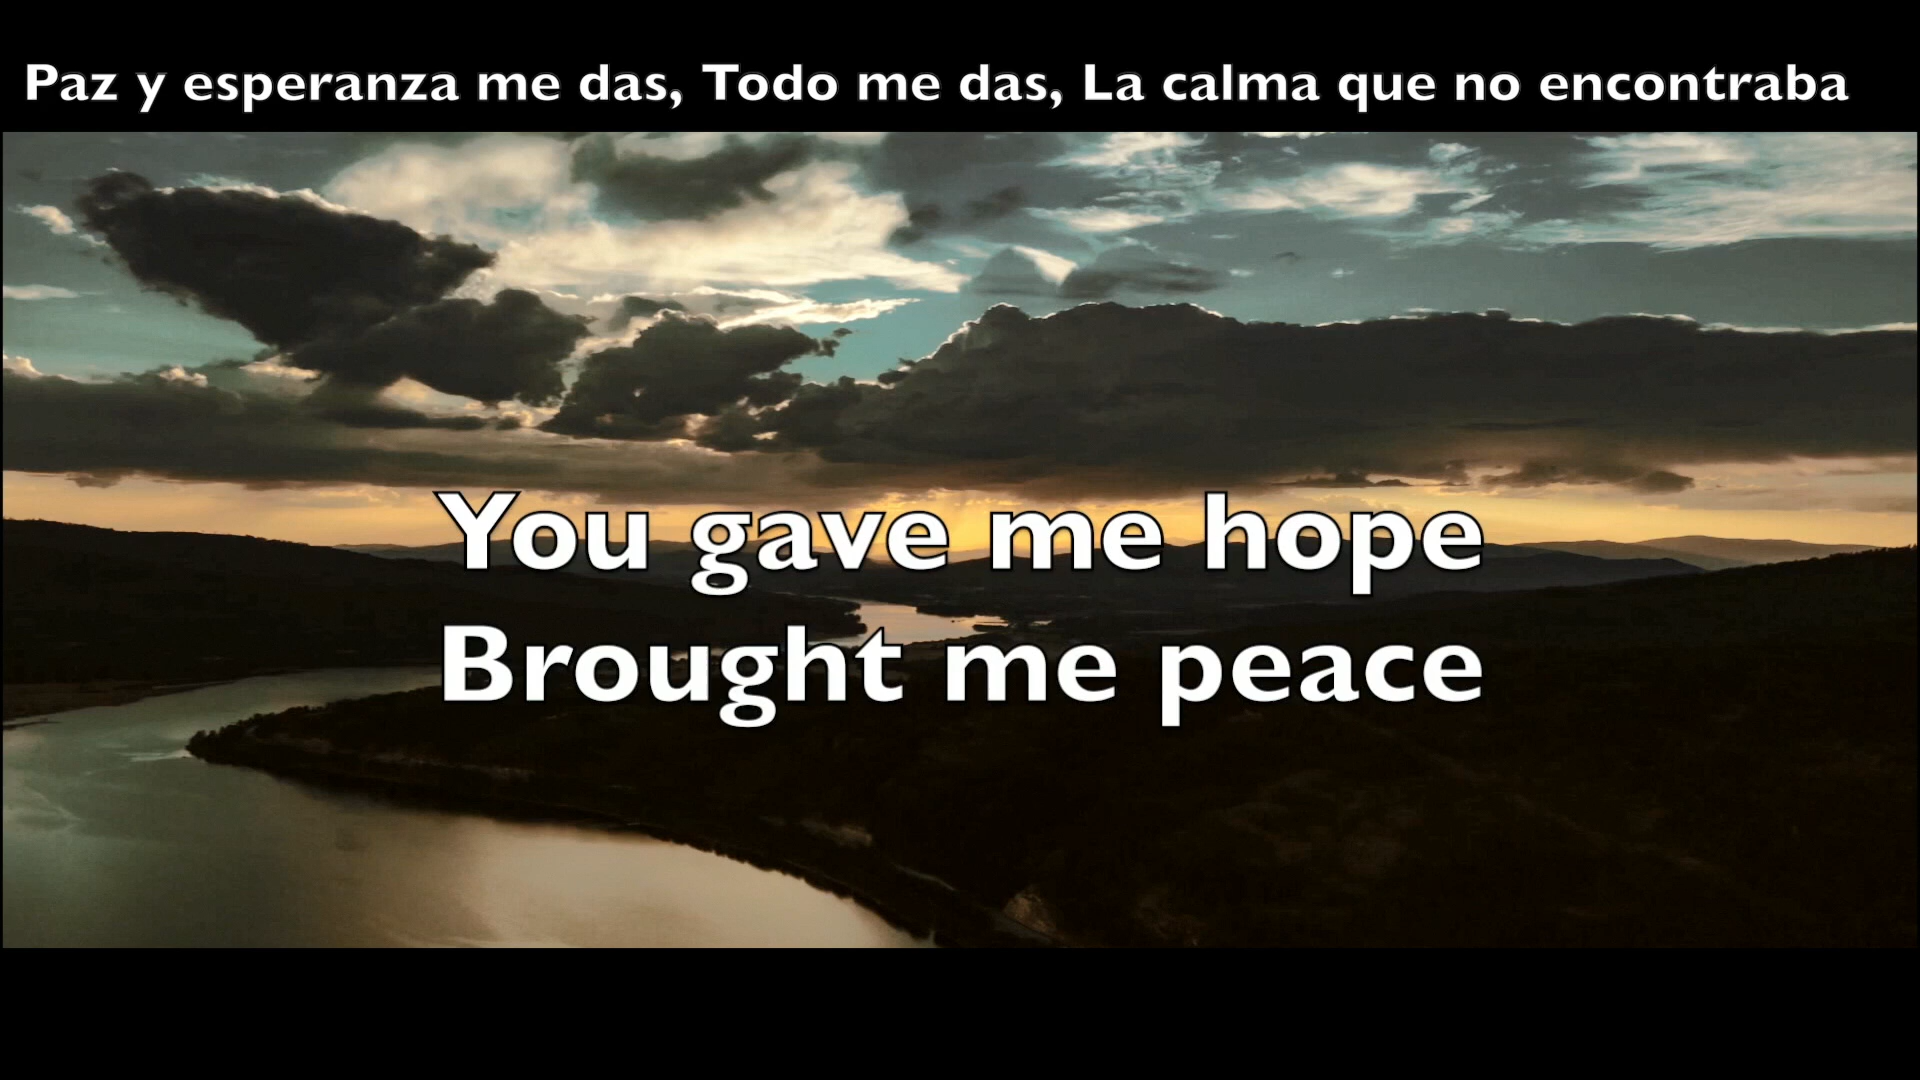 Paz y esperanza me das, Todo me das, La calma que no encontraba
You gave me hope
Brought me peace